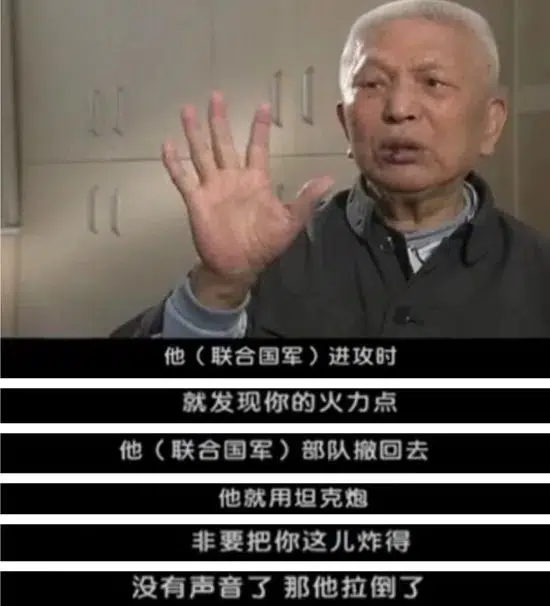 他（联合国军）进攻时
就发现你的火力点
他（联合国军）部队撤回去
他就用坦克炮
非要把你这儿炸得
没有声音了 那他拉倒了